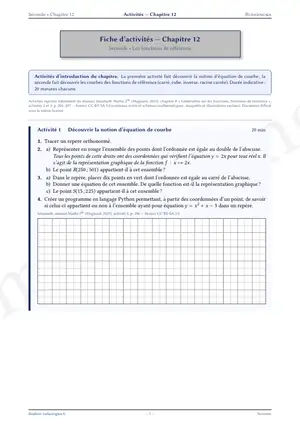 Seconde • Chapitre 12 Activités — Chapitre 12
Fiche d'activités — Chapitre 12
Seconde • Les fonctions de référence
Activités d'introduction du chapitre. La première activité fait découvrir la notion d'équation de courbe; la
seconde fait découvrir les courbes des fonctions de référence (carré, cube, inverse, racine carrée). Durée indicative :
20 minutes chacune.
Activité 1 Découvrir la notion d'équation de courbe 20 min
1. Tracer un repère orthonormé.
2. a) Représenter en rouge l'ensemble des points dont l'ordonnée est égale au double de l'abscisse.
Tous les points de cette droite ont des coordonnées qui vérifient l'équation y = 2x pour tout réel x. Il
s'agit de la représentation graphique de la fonction f : x ↦ 2x.
b) Le point R(250 ; 501) appartient-il à cet ensemble ?
3. a) Dans le repère, placer dix points en vert dont l'ordonnée est égale au carré de l'abscisse.
b) Donner une équation de cet ensemble. De quelle fonction est-il la représentation graphique ?
c) Le point S(15 ; 225) appartient-il à cet ensemble ?
4. Créer un programme en langage Python permettant, à partir des coordonnées d'un point, de savoir
si celui-ci appartient ou non à l'ensemble ayant pour équation y = x² + x − 3 dans un repère.
- 1 -
Seconde